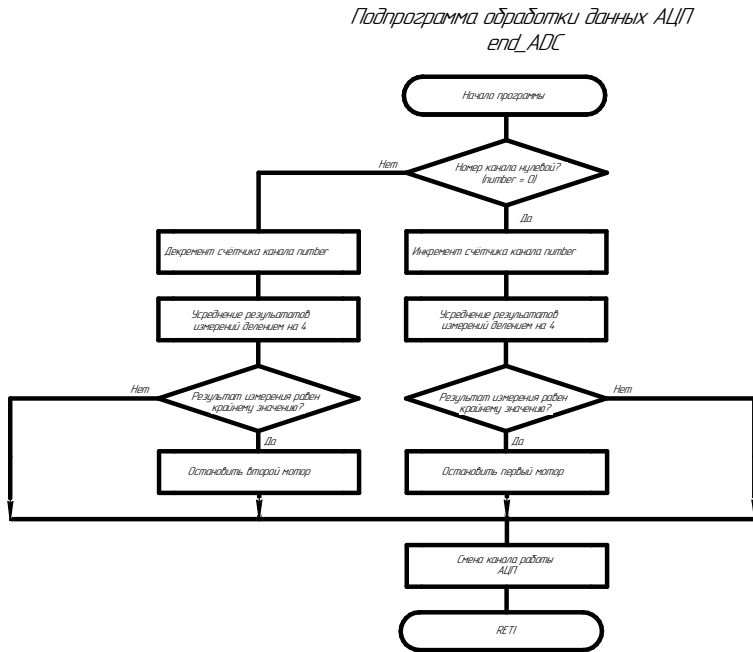 Подпрограмма обработки данных АЦП
end_ADC
Начало программы
Номер канала нулевой?
(number = 0)
Нет
Да
Декремент счётчика канала number
Инкремент счётчика канала number
Усреднение результатов
измерений делением на 4
Усреднение результатов
измерений делением на 4
Нет
Результат измерения равен
крайнему значению?
Результат измерения равен
крайнему значению?
Нет
Да
Да
Остановить второй мотор
Остановить первый мотор
Смена канала работы
АЦП
RETI